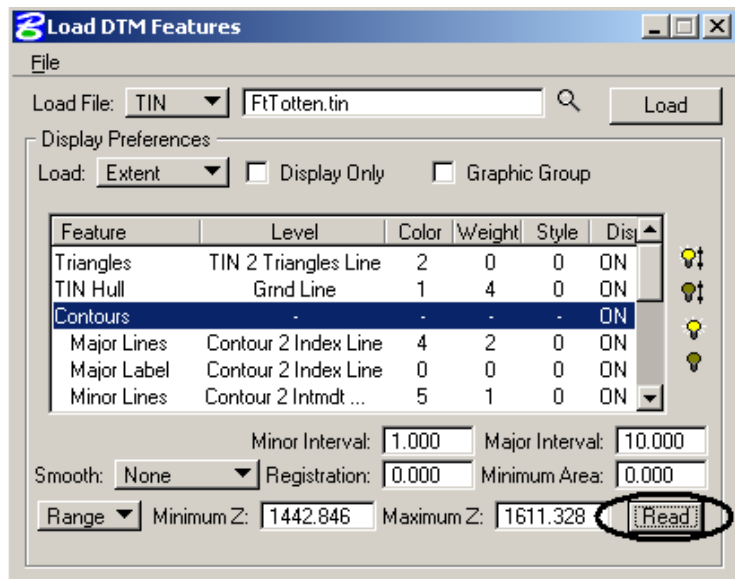 Load DTM Features
File
Load File: TIN FtTotten.tin Load
Display Preferences
Load: Extent Display Only Graphic Group
Feature Level Color Weight Style Disp
Triangles TIN 2 Triangles Line 2 0 0 ON
TIN Hull Grnd Line 1 4 0 ON
Contours - - - - ON
Major Lines Contour 2 Index Line 4 2 0 ON
Major Label Contour 2 Index Line 0 0 0 ON
Minor Lines Contour 2 Intmdt ... 5 1 0 ON
Minor Interval: 1.000 Major Interval: 10.000
Smooth: None Registration: 0.000 Minimum Area: 0.000
Range Minimum Z: 1442.846 Maximum Z: 1611.328 Read